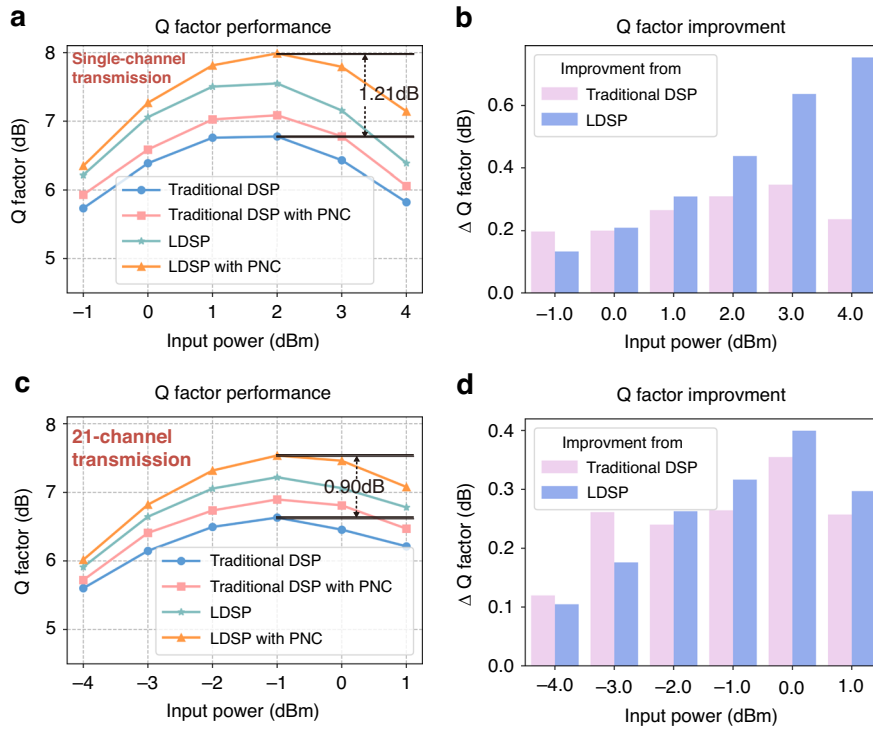 a
Q factor performance
Single-channel
transmission
1.21dB
Q factor (dB)
8
7
6
5
Traditional DSP
Traditional DSP with PNC
LDSP
LDSP with PNC
−1 0 1 2 3 4
Input power (dBm)
b
Q factor improvment
Δ Q factor (dB)
0.6
0.4
0.2
0.0
Improvment from
Traditional DSP
LDSP
−1.0 0.0 1.0 2.0 3.0 4.0
Input power (dBm)
c
Q factor performance
21-channel
transmission
0.90dB
Q factor (dB)
8
7
6
5
Traditional DSP
Traditional DSP with PNC
LDSP
LDSP with PNC
−4 −3 −2 −1 0 1
Input power (dBm)
d
Q factor improvment
Δ Q factor (dB)
0.4
0.3
0.2
0.1
0.0
Improvment from
Traditional DSP
LDSP
−4.0 −3.0 −2.0 −1.0 0.0 1.0
Input power (dBm)